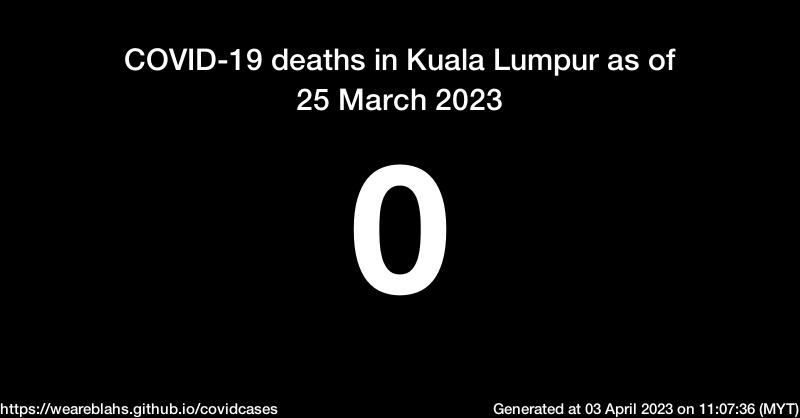 COVID-19 deaths in Kuala Lumpur as of
25 March 2023
0
https://weareblahs.github.io/covidcases
Generated at 03 April 2023 on 11:07:36 (MYT)